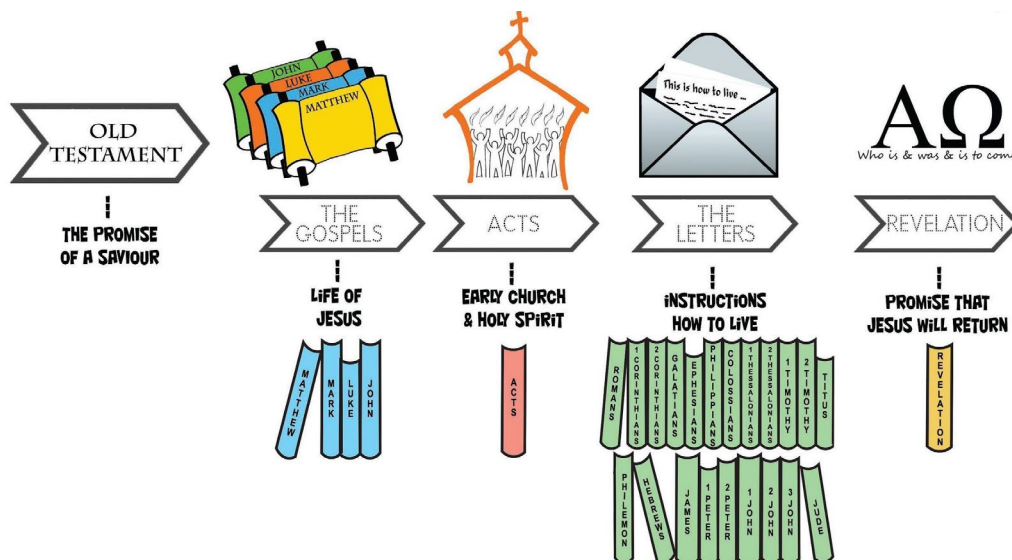 OLD
TESTAMENT
THE PROMISE
OF A SAVIOUR
JOHN
LUKE
MARK
MATTHEW
THE
GOSPELS
LIFE OF
JESUS
MATTHEW
MARK
LUKE
JOHN
ACTS
EARLY CHURCH
& HOLY SPIRIT
ACTS
This is how to live -
THE
LETTERS
INSTRUCTIONS
HOW TO LIVE
ROMANS
1 CORINTHIANS
2 CORINTHIANS
GALATIANS
EPHESIANS
PHILIPPIANS
COLOSSIANS
1 THESSALONIANS
2 THESSALONIANS
1 TIMOTHY
2 TIMOTHY
TITUS
PHILEMON
HEBREWS
JAMES
1 PETER
2 PETER
1 JOHN
2 JOHN
3 JOHN
JUDE
ΑΩ
Who is & was & is to com
REVELATION
PROMISE THAT
JESUS WILL RETURN
REVELATION